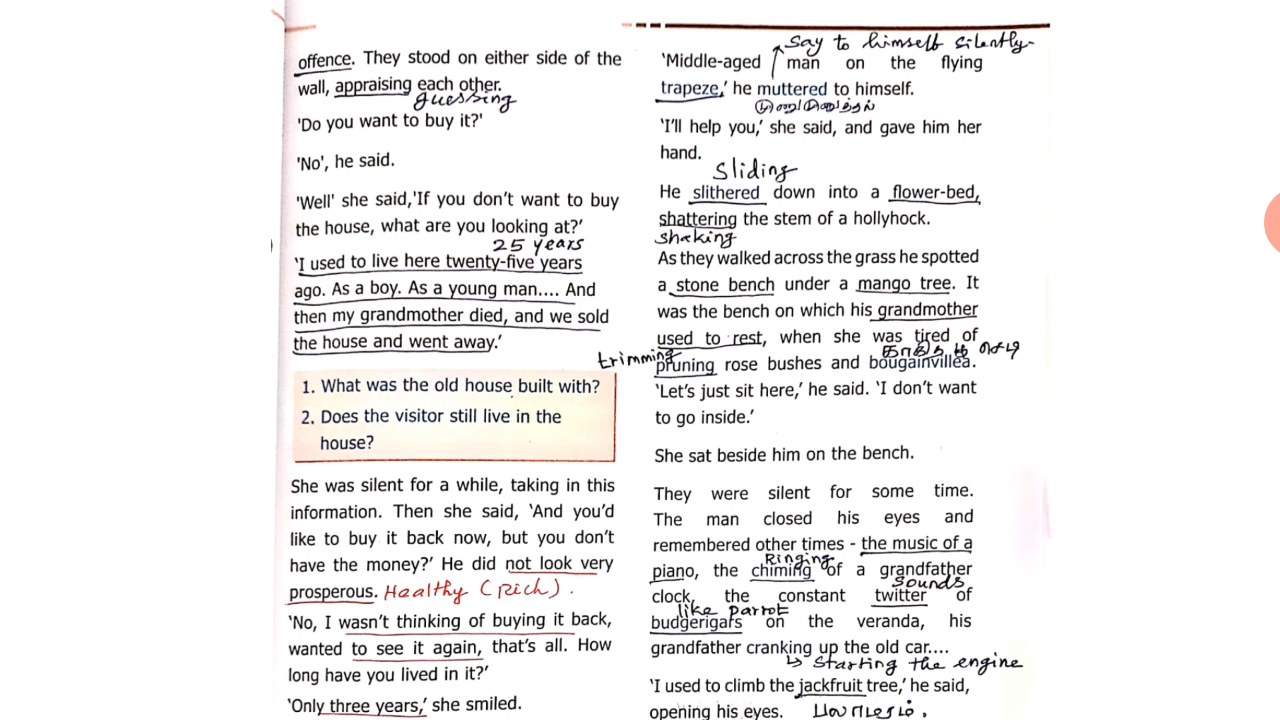 offence. They stood on either side of the
wall, appraising each other.
guessing
'Do you want to buy it?'
'No', he said.
'Well' she said,'If you don't want to buy
the house, what are you looking at?'
25 years
'I used to live here twenty-five years
ago. As a boy. As a young man.... And
then my grandmother died, and we sold
the house and went away.'
1. What was the old house built with?
2. Does the visitor still live in the
house?
She was silent for a while, taking in this
information. Then she said, 'And you'd
like to buy it back now, but you don't
have the money?' He did not look very
prosperous. Healthy (Rich).
'No, I wasn't thinking of buying it back,
wanted to see it again, that's all. How
long have you lived in it?'
'Only three years,' she smiled.
say to himself silently-
'Middle-aged man on the flying
trapeze,' he muttered to himself.
முணுமுணுத்தல்
'I'll help you,' she said, and gave him her
hand.
Sliding
He slithered down into a flower-bed,
shattering the stem of a hollyhock.
shaking
As they walked across the grass he spotted
a stone bench under a mango tree. It
was the bench on which his grandmother
used to rest, when she was tired of
செடி
trimming
pruning rose bushes and bougainvillea.
'Let's just sit here,' he said. 'I don't want
to go inside.'
She sat beside him on the bench.
They were silent for some time.
The man closed his eyes and
remembered other times - the music of a
Ringing
piano, the chiming of a grandfather
sounds
clock, the constant twitter of
like parrot
budgerigars on the veranda, his
grandfather cranking up the old car....
↳ Starting the engine
'I used to climb the jackfruit tree,' he said,
opening his eyes. பலாமரம்.